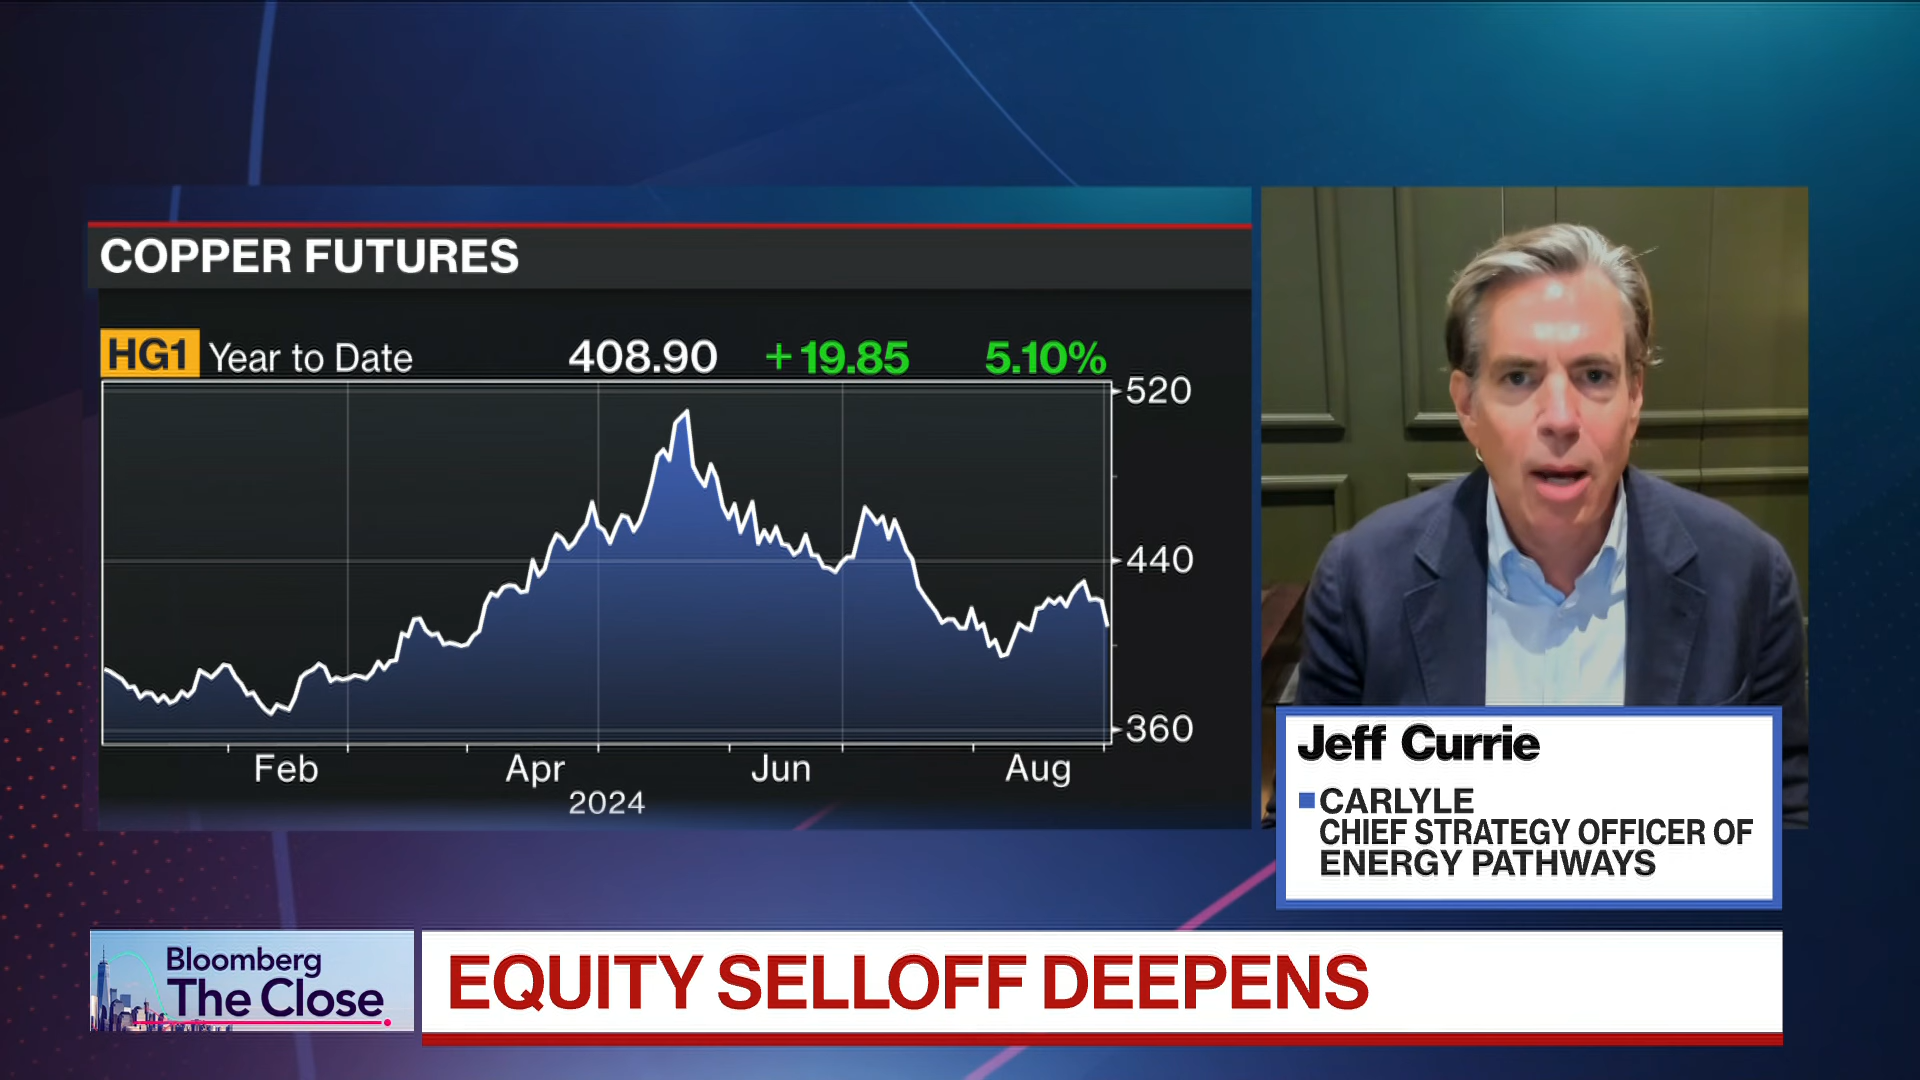 COPPER FUTURES
HG1 Year to Date 408.90 +19.85 5.10%
520
440
360
Feb Apr Jun Aug
2024
Jeff Currie
CARLYLE
CHIEF STRATEGY OFFICER OF
ENERGY PATHWAYS
Bloomberg
The Close
EQUITY SELLOFF DEEPENS